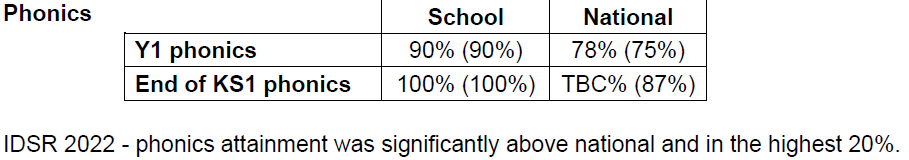 Phonics
School National
Y1 phonics 90% (90%) 78% (75%)
End of KS1 phonics 100% (100%) TBC% (87%)
IDSR 2022 - phonics attainment was significantly above national and in the highest 20%.